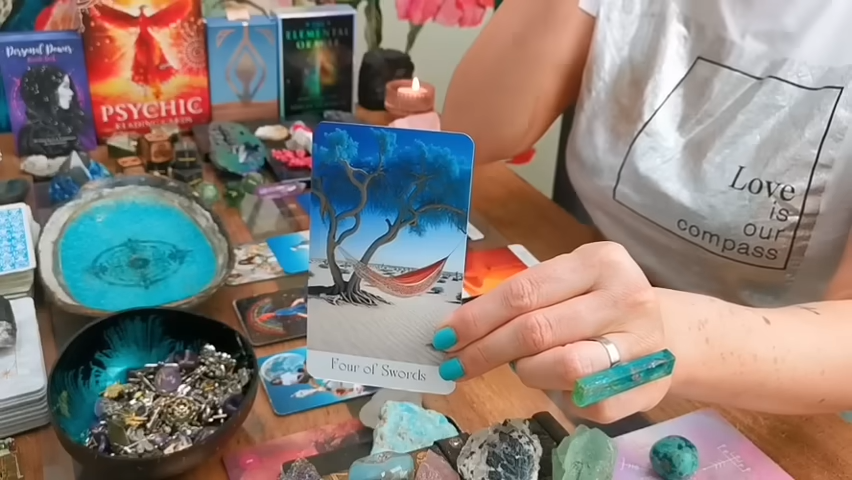 Personal Power
PSYCHIC
READING CARDS
ELEMENTAL
ORACLE
Four of Swords
Love
is
our
compass